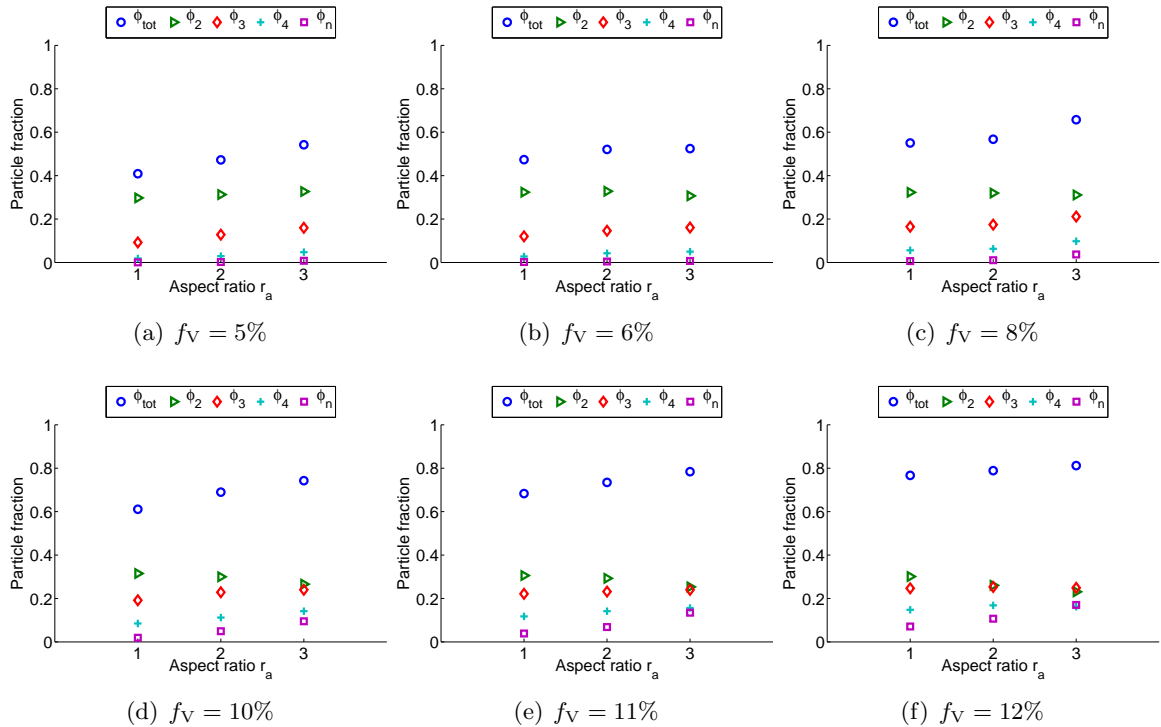 ϕtot ϕ2 ϕ3 ϕ4 ϕn
1
0.8
0.6
0.4
0.2
0
Particle fraction
1 2 3
Aspect ratio ra
(a) fV = 5%
ϕtot ϕ2 ϕ3 ϕ4 ϕn
1
0.8
0.6
0.4
0.2
0
Particle fraction
1 2 3
Aspect ratio ra
(b) fV = 6%
ϕtot ϕ2 ϕ3 ϕ4 ϕn
1
0.8
0.6
0.4
0.2
0
Particle fraction
1 2 3
Aspect ratio ra
(c) fV = 8%
ϕtot ϕ2 ϕ3 ϕ4 ϕn
1
0.8
0.6
0.4
0.2
0
Particle fraction
1 2 3
Aspect ratio ra
(d) fV = 10%
ϕtot ϕ2 ϕ3 ϕ4 ϕn
1
0.8
0.6
0.4
0.2
0
Particle fraction
1 2 3
Aspect ratio ra
(e) fV = 11%
ϕtot ϕ2 ϕ3 ϕ4 ϕn
1
0.8
0.6
0.4
0.2
0
Particle fraction
1 2 3
Aspect ratio ra
(f) fV = 12%